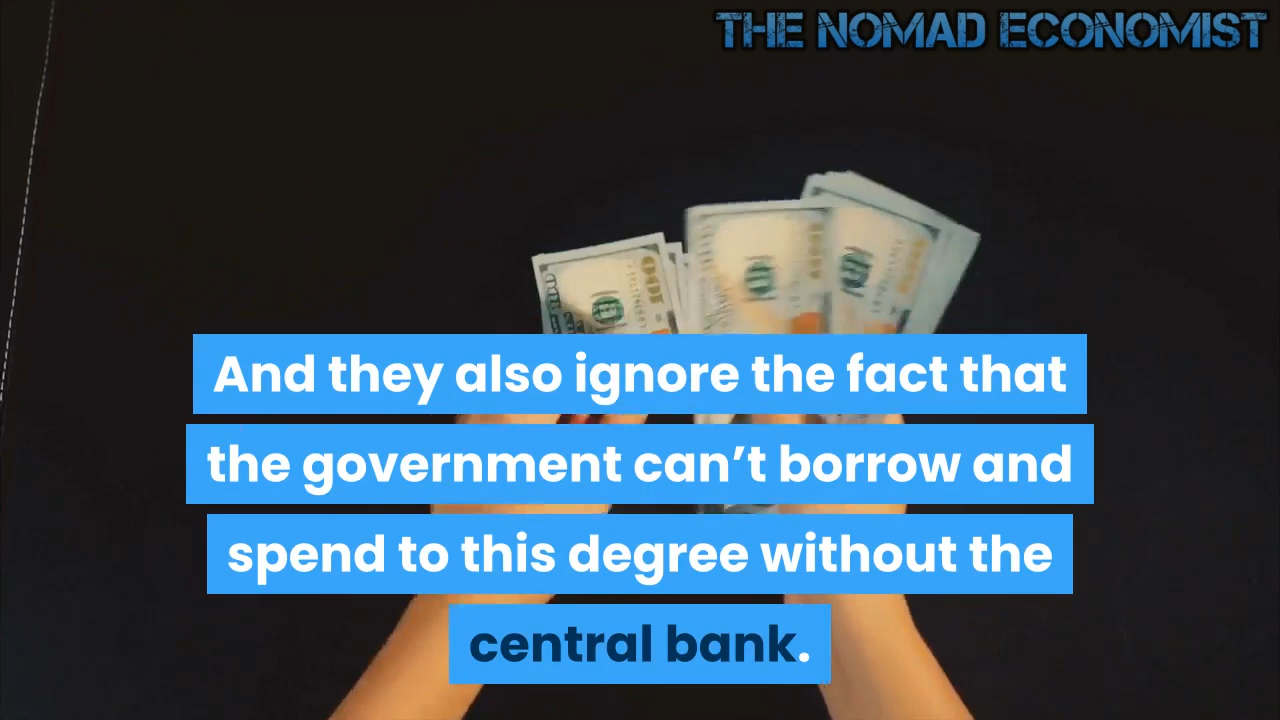 THE NOMAD ECONOMIST
And they also ignore the fact that
the government can’t borrow and
spend to this degree without the
central bank.